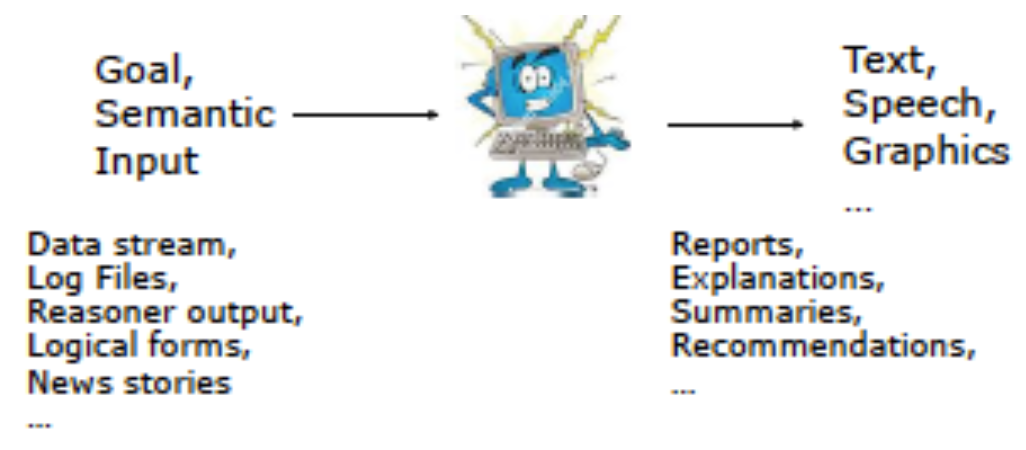 Goal,
Semantic
Input
Text,
Speech,
Graphics
...
Data stream,
Log Files,
Reasoner output,
Logical forms,
News stories
...
Reports,
Explanations,
Summaries,
Recommendations,
...